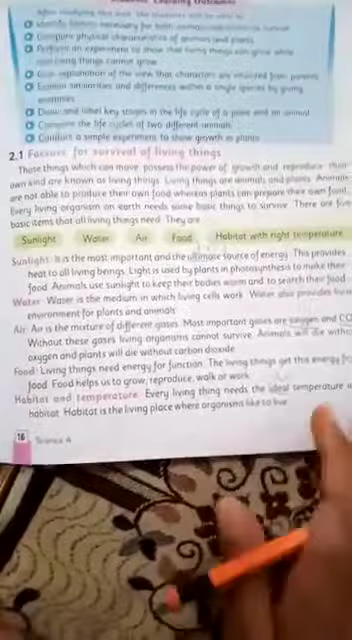 Learning Outcomes
After studying this unit, the students will be able to
Identify factors necessary for both animals and plants to survive
Compare physical characteristics of animals and plants
Perform an experiment to show that living things can grow while
non living things cannot grow
Give explanation of the view that characters are inherited from parents
Explain similarities and differences within a single species by giving
examples
Draw and label key stages in the life cycle of a plant and an animal
Compare the life cycles of two different animals
Conduct a simple experiment to show growth in plants
2.1 Factors for survival of living things
Those things which can move, possess the power of growth and reproduce their
own kind are known as living things. Living things are animals and plants. Animals
are not able to produce their own food whereas plants can prepare their own food.
Every living organism on earth needs some basic things to survive. There are five
basic items that all living things need. They are
Sunlight Water Air Food Habitat with right temperature
Sunlight: It is the most important and the ultimate source of energy. This provides
heat to all living beings. Light is used by plants in photosynthesis to make their
food. Animals use sunlight to keep their bodies warm and to search their food.
Water: Water is the medium in which living cells work. Water also provides living
environment for plants and animals.
Air: Air is the mixture of different gases. Most important gases are oxygen and CO
Without these gases living organisms cannot survive. Animals will die without
oxygen and plants will die without carbon dioxide.
Food: Living things need energy for function. The living things get this energy from
food. Food helps us to grow, reproduce, walk or work.
Habitat and temperature: Every living thing needs the ideal temperature
habitat. Habitat is the living place where organisms like to live.
16 Science 4